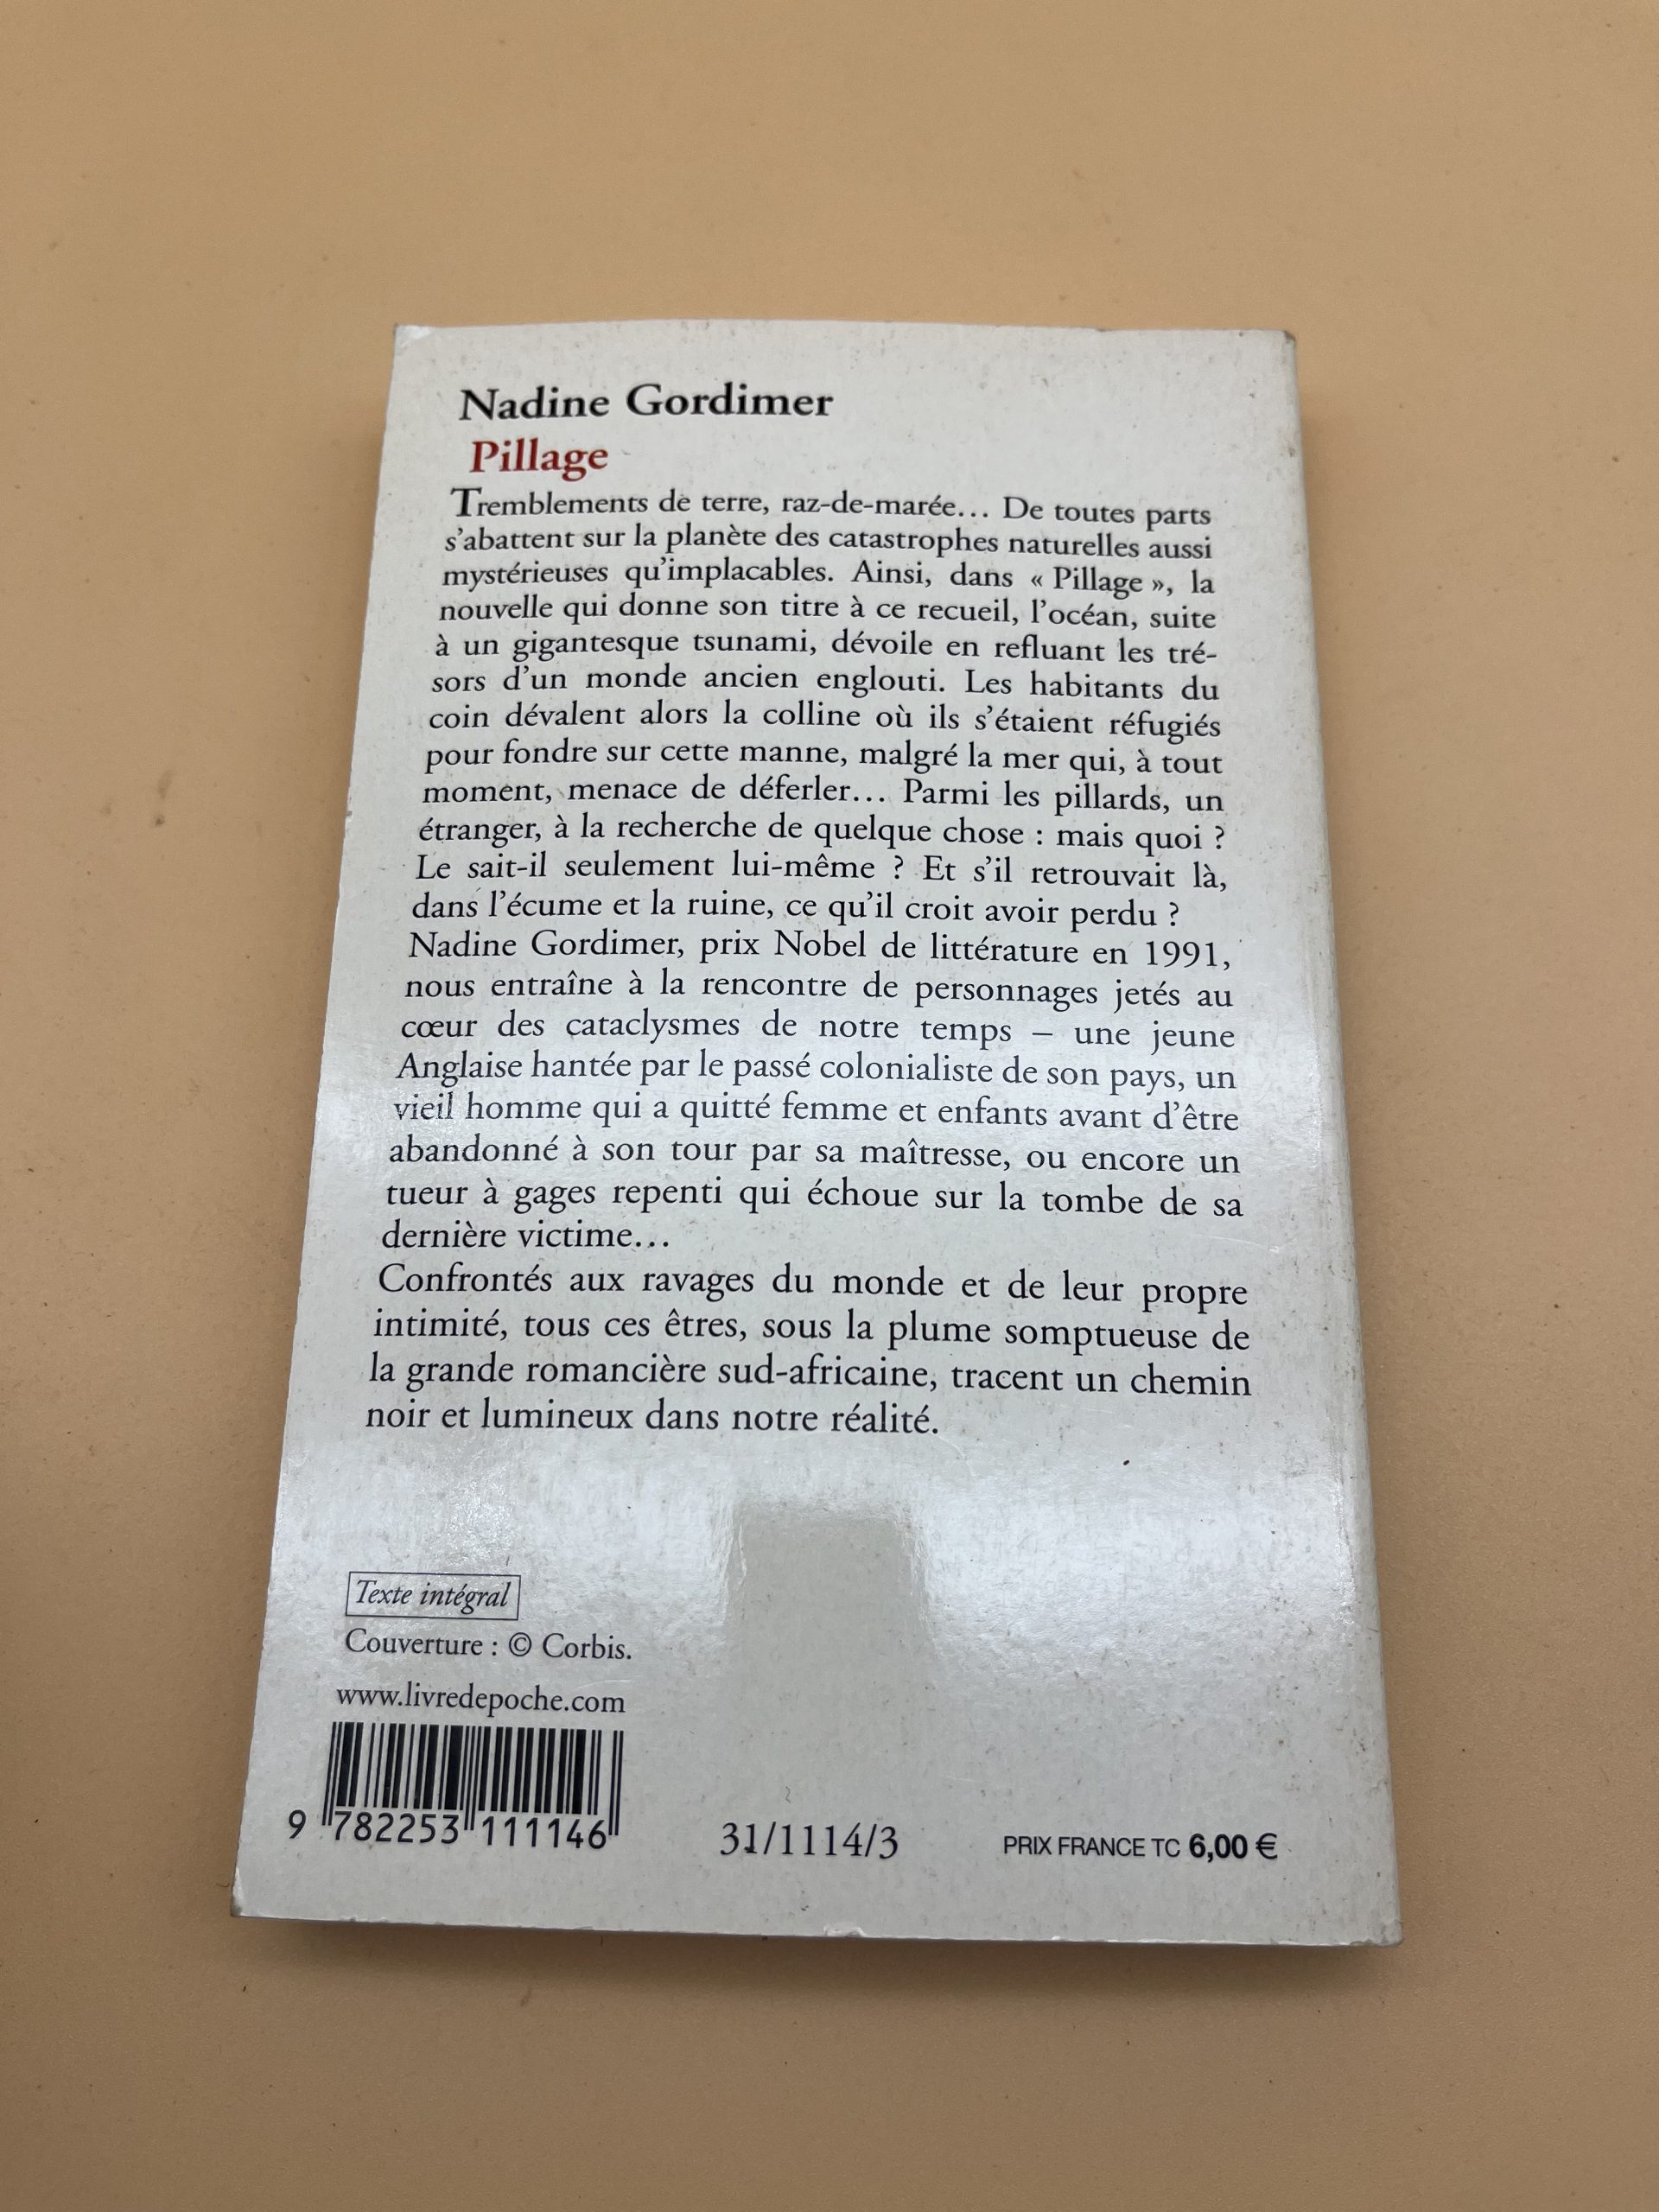 Nadine Gordimer
Pillage
Tremblements de terre, raz-de-marée... De toutes parts
s'abattent sur la planète des catastrophes naturelles aussi
mystérieuses qu'implacables. Ainsi, dans « Pillage », la
nouvelle qui donne son titre à ce recueil, l'océan, suite
à un gigantesque tsunami, dévoile en refluant les tré-
sors d'un monde ancien englouti. Les habitants du
coin dévalent alors la colline où ils s'étaient réfugiés
pour fondre sur cette manne, malgré la mer qui, à tout
moment, menace de déferler... Parmi les pillards, un
étranger, à la recherche de quelque chose : mais quoi ?
Le sait-il seulement lui-même ? Et s'il retrouvait là,
dans l'écume et la ruine, ce qu'il croit avoir perdu ?
Nadine Gordimer, prix Nobel de littérature en 1991,
nous entraîne à la rencontre de personnages jetés au
cœur des cataclysmes de notre temps – une jeune
Anglaise hantée par le passé colonialiste de son pays, un
vieil homme qui a quitté femme et enfants avant d'être
abandonné à son tour par sa maîtresse, ou encore un
tueur à gages repenti qui échoue sur la tombe de sa
dernière victime...
Confrontés aux ravages du monde et de leur propre
intimité, tous ces êtres, sous la plume somptueuse de
la grande romancière sud-africaine, tracent un chemin
noir et lumineux dans notre réalité.
Texte intégral
Couverture : © Corbis.
www.livredepoche.com
9 782253 111146
31/1114/3
PRIX FRANCE TC 6,00 €